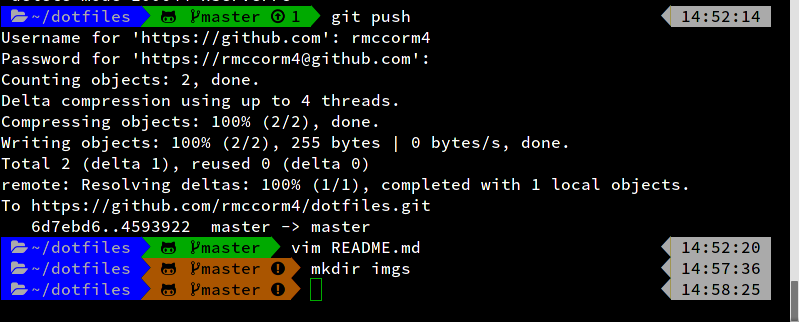 ~/dotfiles master 1 git push 14:52:14
Username for 'https://github.com': rmccorm4
Password for 'https://rmccorm4@github.com':
Counting objects: 2, done.
Delta compression using up to 4 threads.
Compressing objects: 100% (2/2), done.
Writing objects: 100% (2/2), 255 bytes | 0 bytes/s, done.
Total 2 (delta 1), reused 0 (delta 0)
remote: Resolving deltas: 100% (1/1), completed with 1 local objects.
To https://github.com/rmccorm4/dotfiles.git
6d7ebd6..4593922 master -> master
~/dotfiles master vim README.md 14:52:20
~/dotfiles master ! mkdir imgs 14:57:36
~/dotfiles master ! 14:58:25